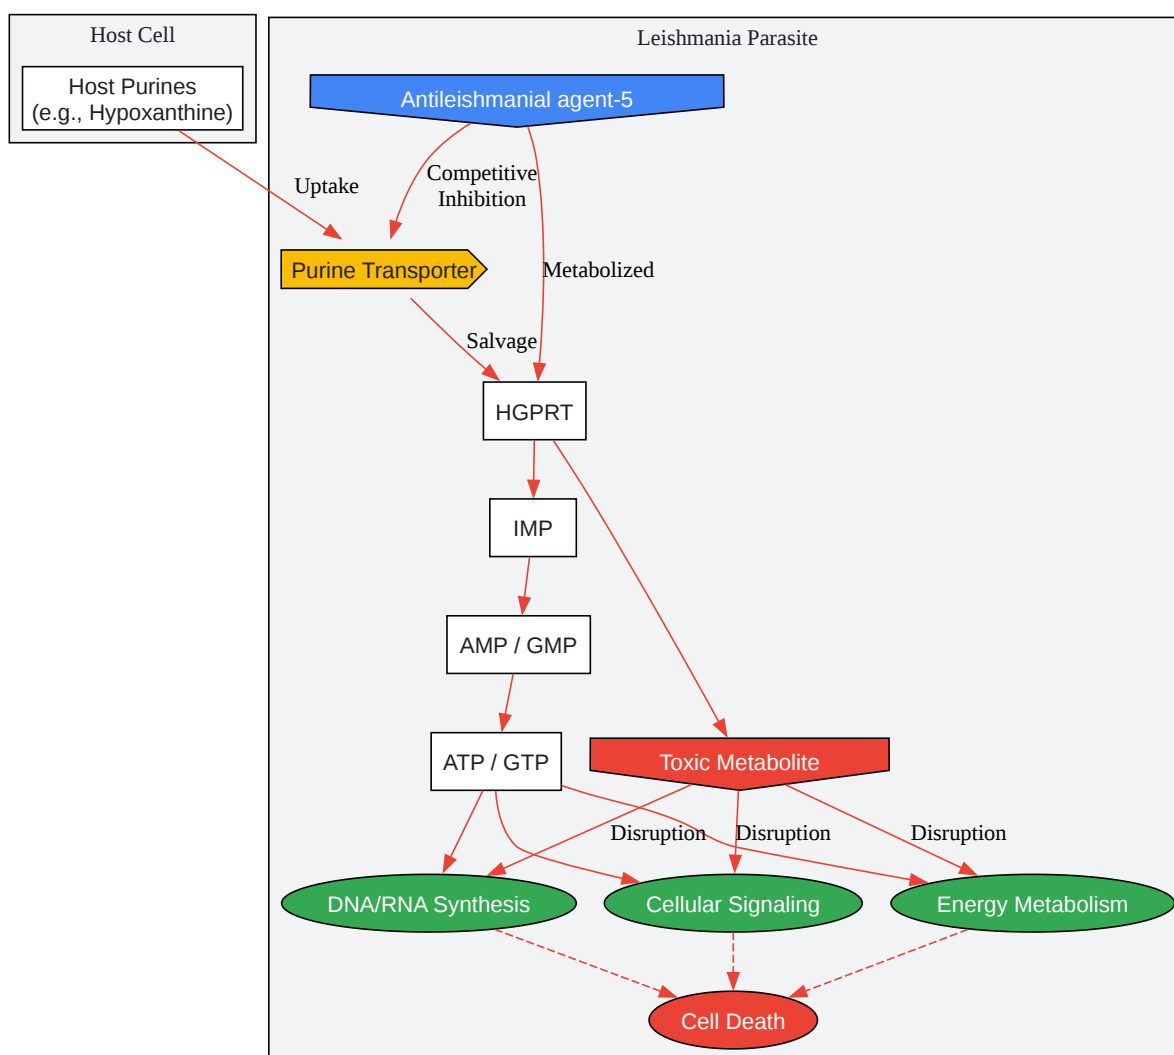 Host Cell
Leishmania Parasite
Host Purines
(e.g., Hypoxanthine)
Antileishmanial agent-5
Uptake
Competitive
Inhibition
Purine Transporter
Metabolized
Salvage
HGPRT
IMP
AMP / GMP
ATP / GTP
Toxic Metabolite
Disruption
Disruption
Disruption
DNA/RNA Synthesis
Cellular Signaling
Energy Metabolism
Cell Death